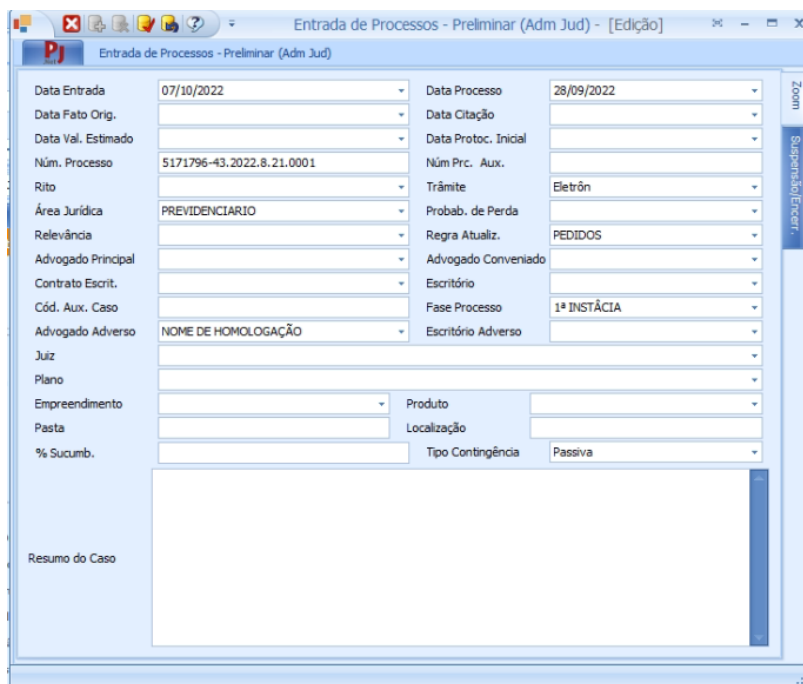 Entrada de Processos - Preliminar (Adm Jud) - [Edição]
PJ Entrada de Processos - Preliminar (Adm Jud)
Data Entrada 07/10/2022 Data Processo 28/09/2022
Data Fato Orig. Data Citação
Data Val. Estimado Data Protoc. Inicial
Núm. Processo 5171796-43.2022.8.21.0001 Núm Prc. Aux.
Rito Trâmite Eletrôn
Área Jurídica PREVIDENCIARIO Probab. de Perda
Relevância Regra Atualiz. PEDIDOS
Advogado Principal Advogado Conveniado
Contrato Escrit. Escritório
Cód. Aux. Caso Fase Processo 1ª INSTÂCIA
Advogado Adverso NOME DE HOMOLOGAÇÃO Escritório Adverso
Juiz
Plano
Empreendimento Produto
Pasta Localização
% Sucumb. Tipo Contingência Passiva
Resumo do Caso
Zoom
Suspensão/Encerr.